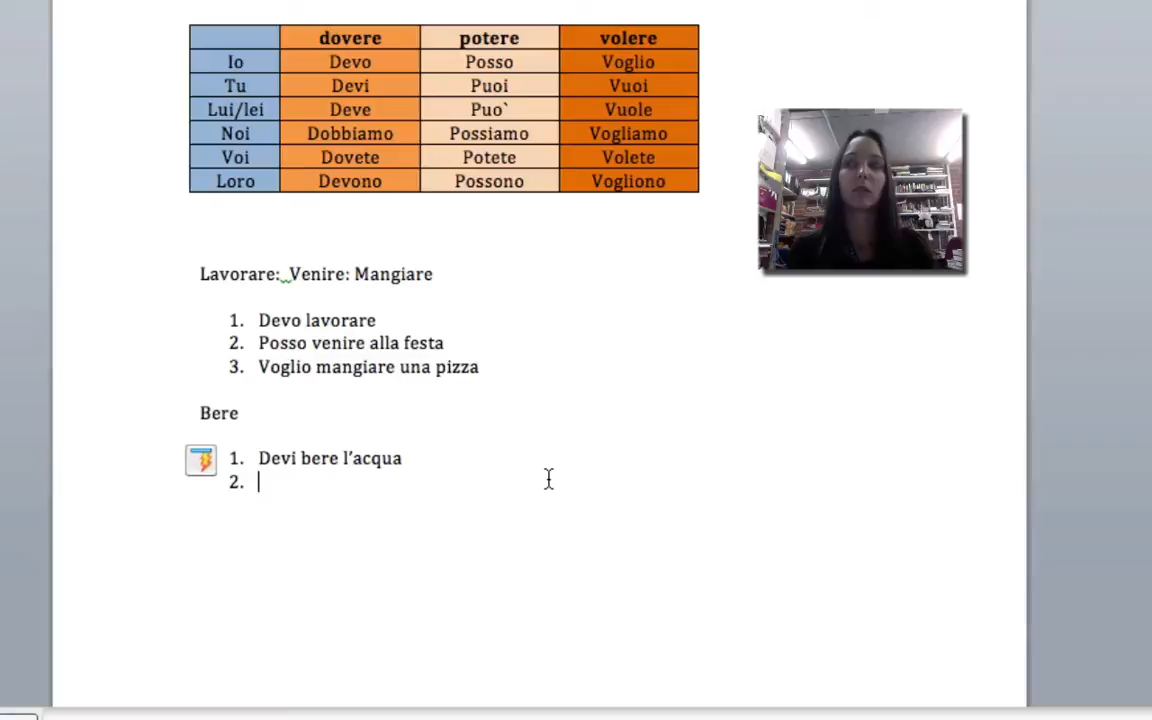 dovere potere volere
Io Devo Posso Voglio
Tu Devi Puoi Vuoi
Lui/lei Deve Puo` Vuole
Noi Dobbiamo Possiamo Vogliamo
Voi Dovete Potete Volete
Loro Devono Possono Vogliono
Lavorare: Venire: Mangiare
1. Devo lavorare
2. Posso venire alla festa
3. Voglio mangiare una pizza
Bere
1. Devi bere l’acqua
2.